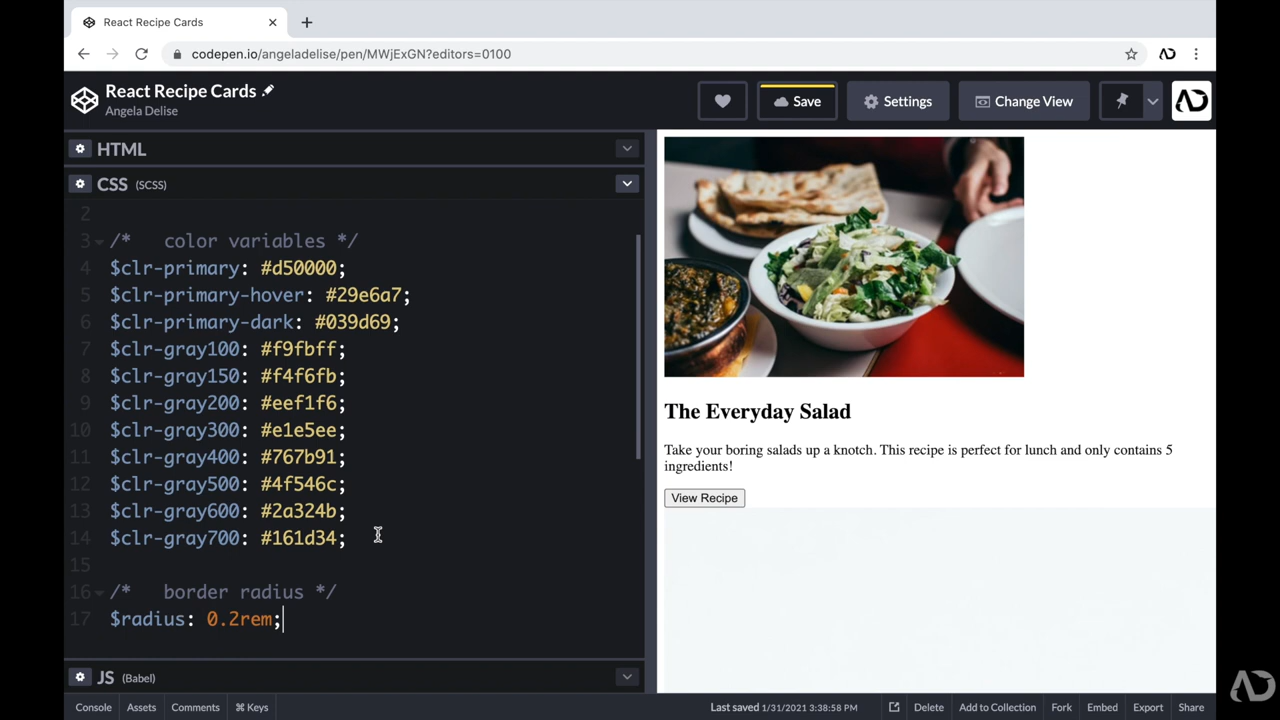 React Recipe Cards
codepen.io/angeladelise/pen/MWjExGN?editors=0100
React Recipe Cards
Angela Delise
Save
Settings
Change View
HTML
CSS (SCSS)
2
3 /* color variables */
4 $clr-primary: #d50000;
5 $clr-primary-hover: #29e6a7;
6 $clr-primary-dark: #039d69;
7 $clr-gray100: #f9fbff;
8 $clr-gray150: #f4f6fb;
9 $clr-gray200: #eef1f6;
10 $clr-gray300: #e1e5ee;
11 $clr-gray400: #767b91;
12 $clr-gray500: #4f546c;
13 $clr-gray600: #2a324b;
14 $clr-gray700: #161d34;
15
16 /* border radius */
17 $radius: 0.2rem;
The Everyday Salad
Take your boring salads up a knotch. This recipe is perfect for lunch and only contains 5
ingredients!
View Recipe
JS (Babel)
Console Assets Comments ⌘ Keys Last saved 1/31/2021 3:38:58 PM Delete Add to Collection Fork Embed Export Share